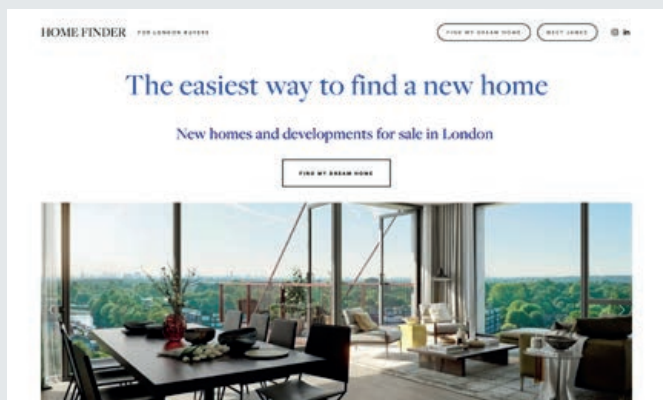 HOME FINDER FOR LONDON BUYERS FIND MY DREAM HOME MEET JAMES
The easiest way to find a new home
New homes and developments for sale in London
FIND MY DREAM HOME